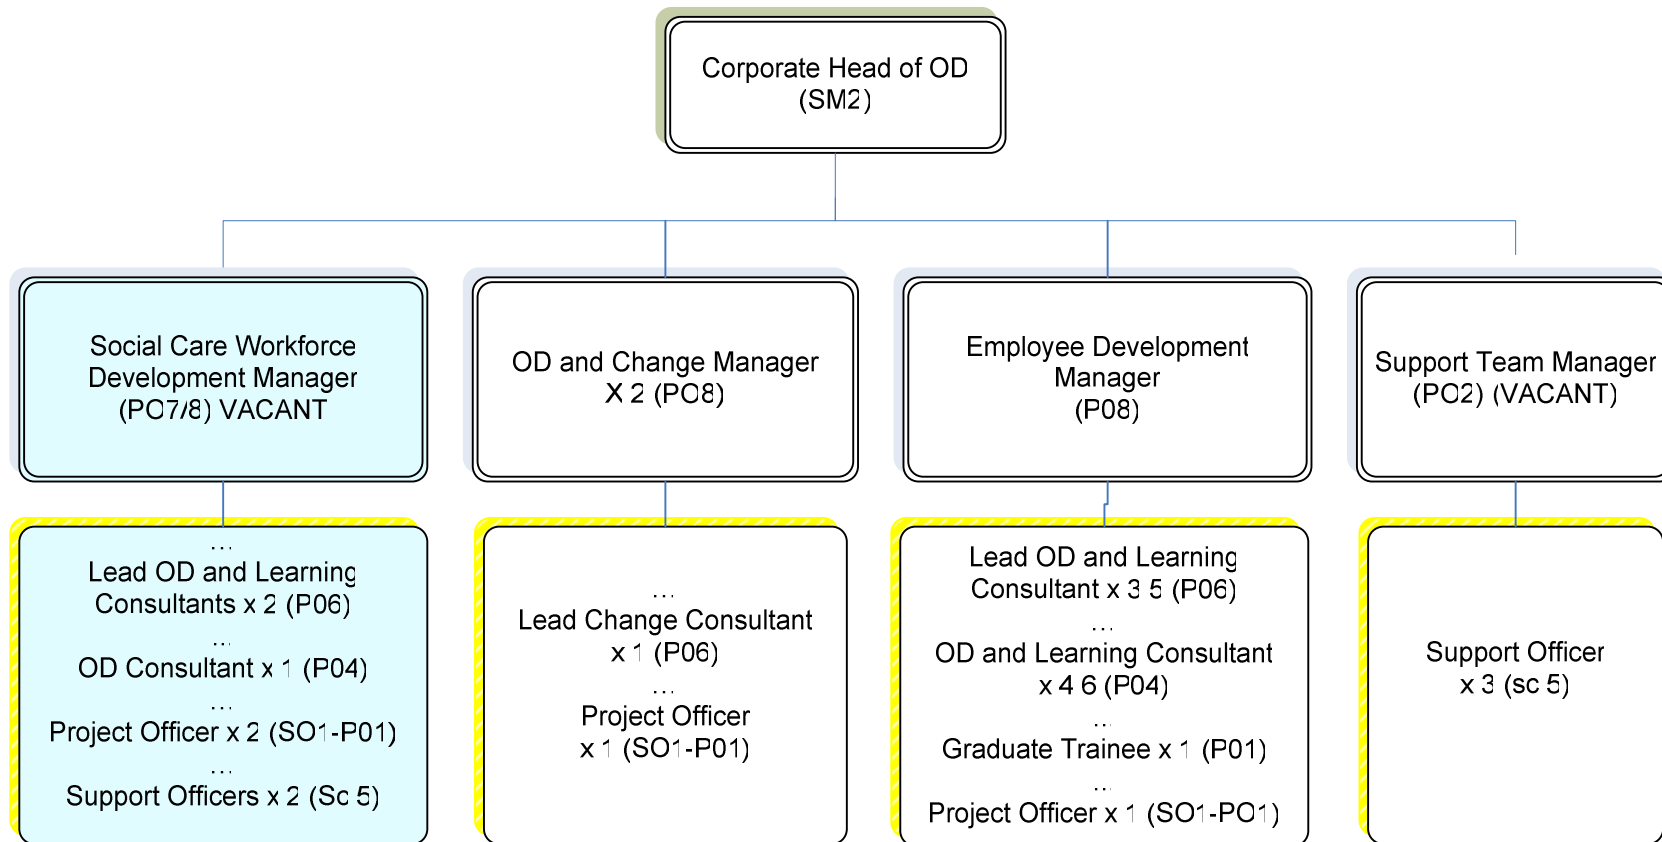 Corporate Head of OD
(SM2)
Social Care Workforce
Development Manager
(PO7/8) VACANT
OD and Change Manager
X 2 (PO8)
Employee Development
Manager
(P08)
Support Team Manager
(PO2) (VACANT)
...
Lead OD and Learning
Consultants x 2 (P06)
...
OD Consultant x 1 (P04)
...
Project Officer x 2 (SO1-P01)
...
Support Officers x 2 (Sc 5)
...
Lead Change Consultant
x 1 (P06)
...
Project Officer
x 1 (SO1-P01)
Lead OD and Learning
Consultant x 3 5 (P06)
...
OD and Learning Consultant
x 4 6 (P04)
...
Graduate Trainee x 1 (P01)
...
Project Officer x 1 (SO1-PO1)
Support Officer
x 3 (sc 5)